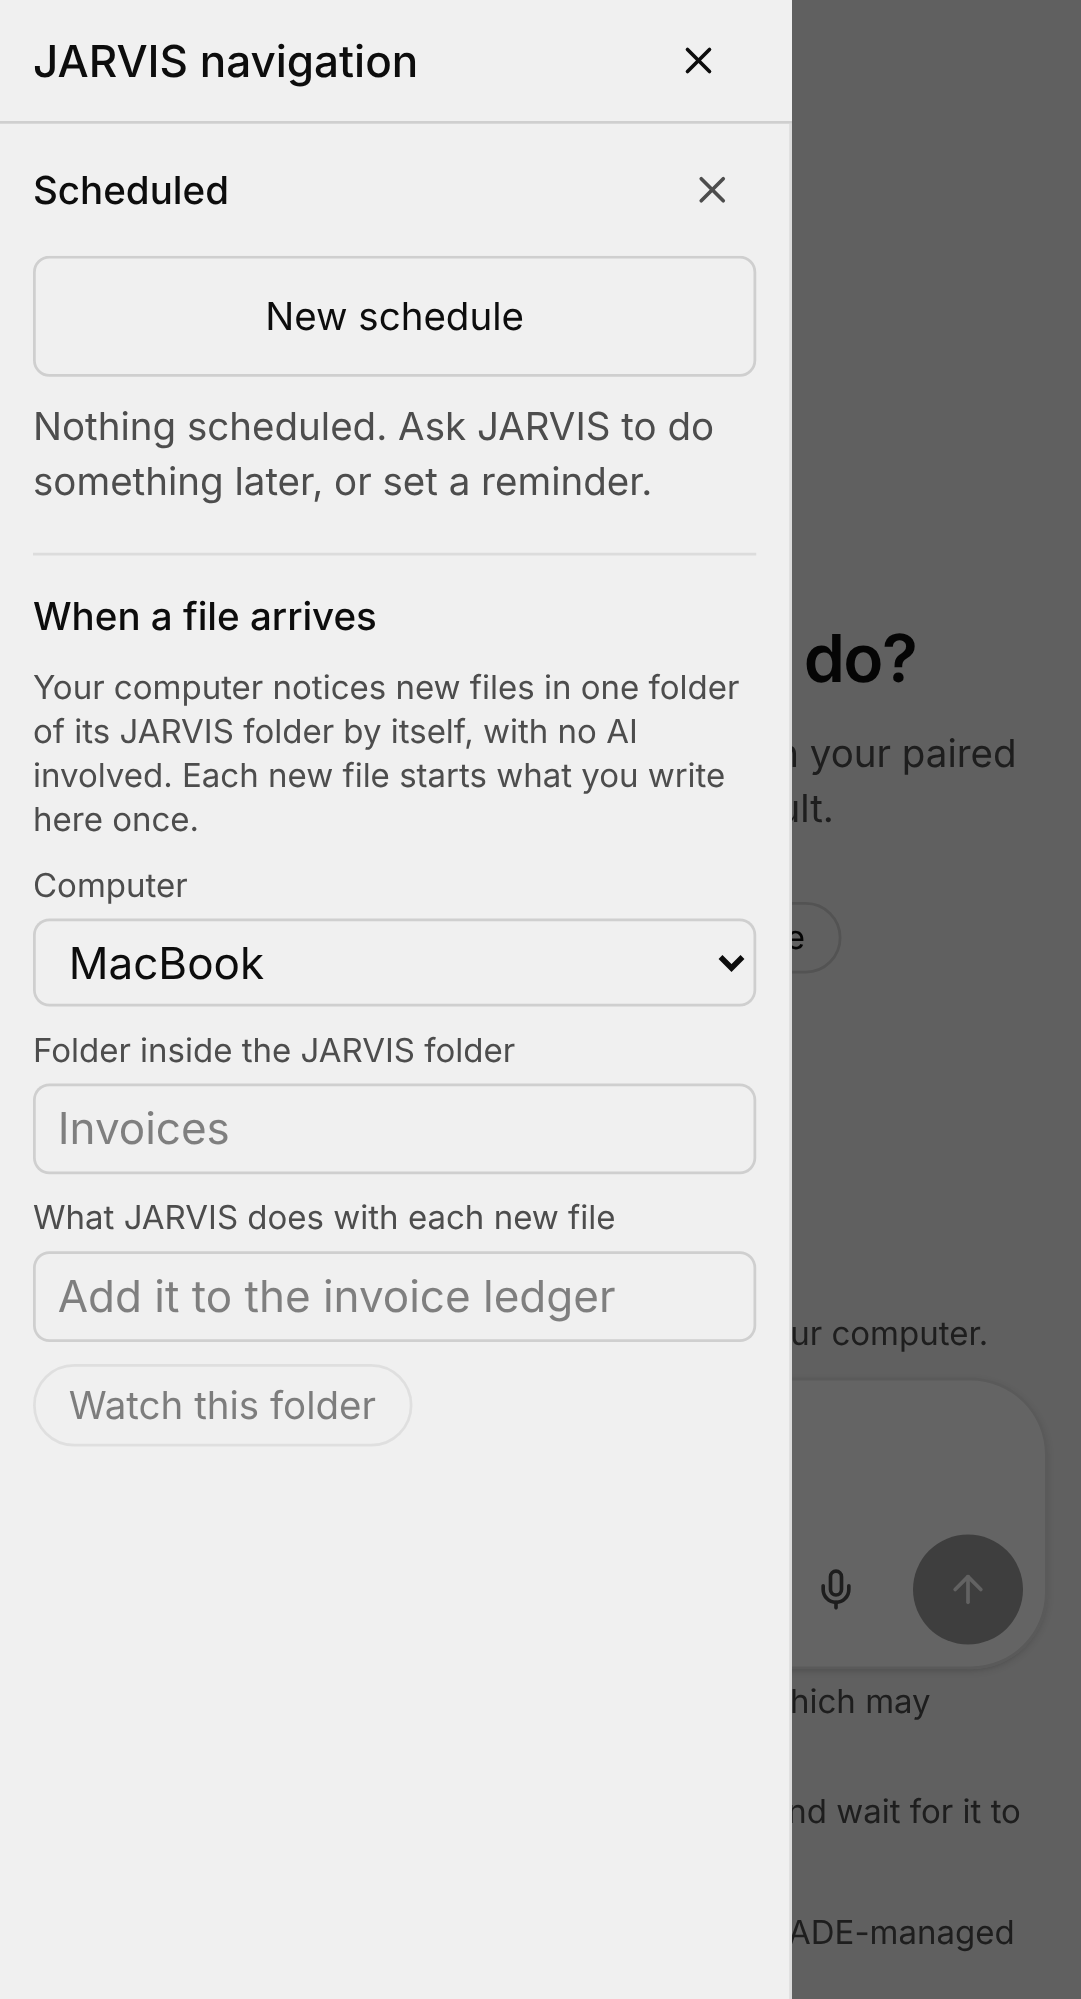 JARVIS navigation
Scheduled
New schedule
Nothing scheduled. Ask JARVIS to do
something later, or set a reminder.
When a file arrives
Your computer notices new files in one folder
of its JARVIS folder by itself, with no AI
involved. Each new file starts what you write
here once.
Computer
MacBook
Folder inside the JARVIS folder
Invoices
What JARVIS does with each new file
Add it to the invoice ledger
Watch this folder
do?
your paired
ult.
e
ur computer.
hich may
nd wait for it to
ADE-managed